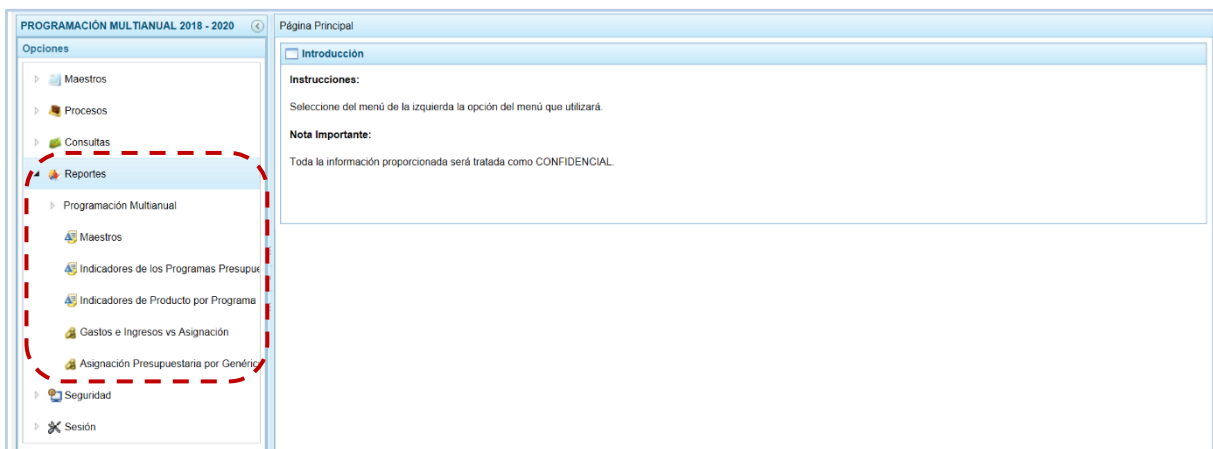 PROGRAMACIÓN MULTIANUAL 2018 - 2020
Opciones
Maestros
Procesos
Consultas
Reportes
Programación Multianual
Maestros
Indicadores de los Programas Presupue
Indicadores de Producto por Programa
Gastos e Ingresos vs Asignación
Asignación Presupuestaria por Genéric
Seguridad
Sesión
Página Principal
Introducción
Instrucciones:
Seleccione del menú de la izquierda la opción del menú que utilizará.
Nota Importante:
Toda la información proporcionada será tratada como CONFIDENCIAL.